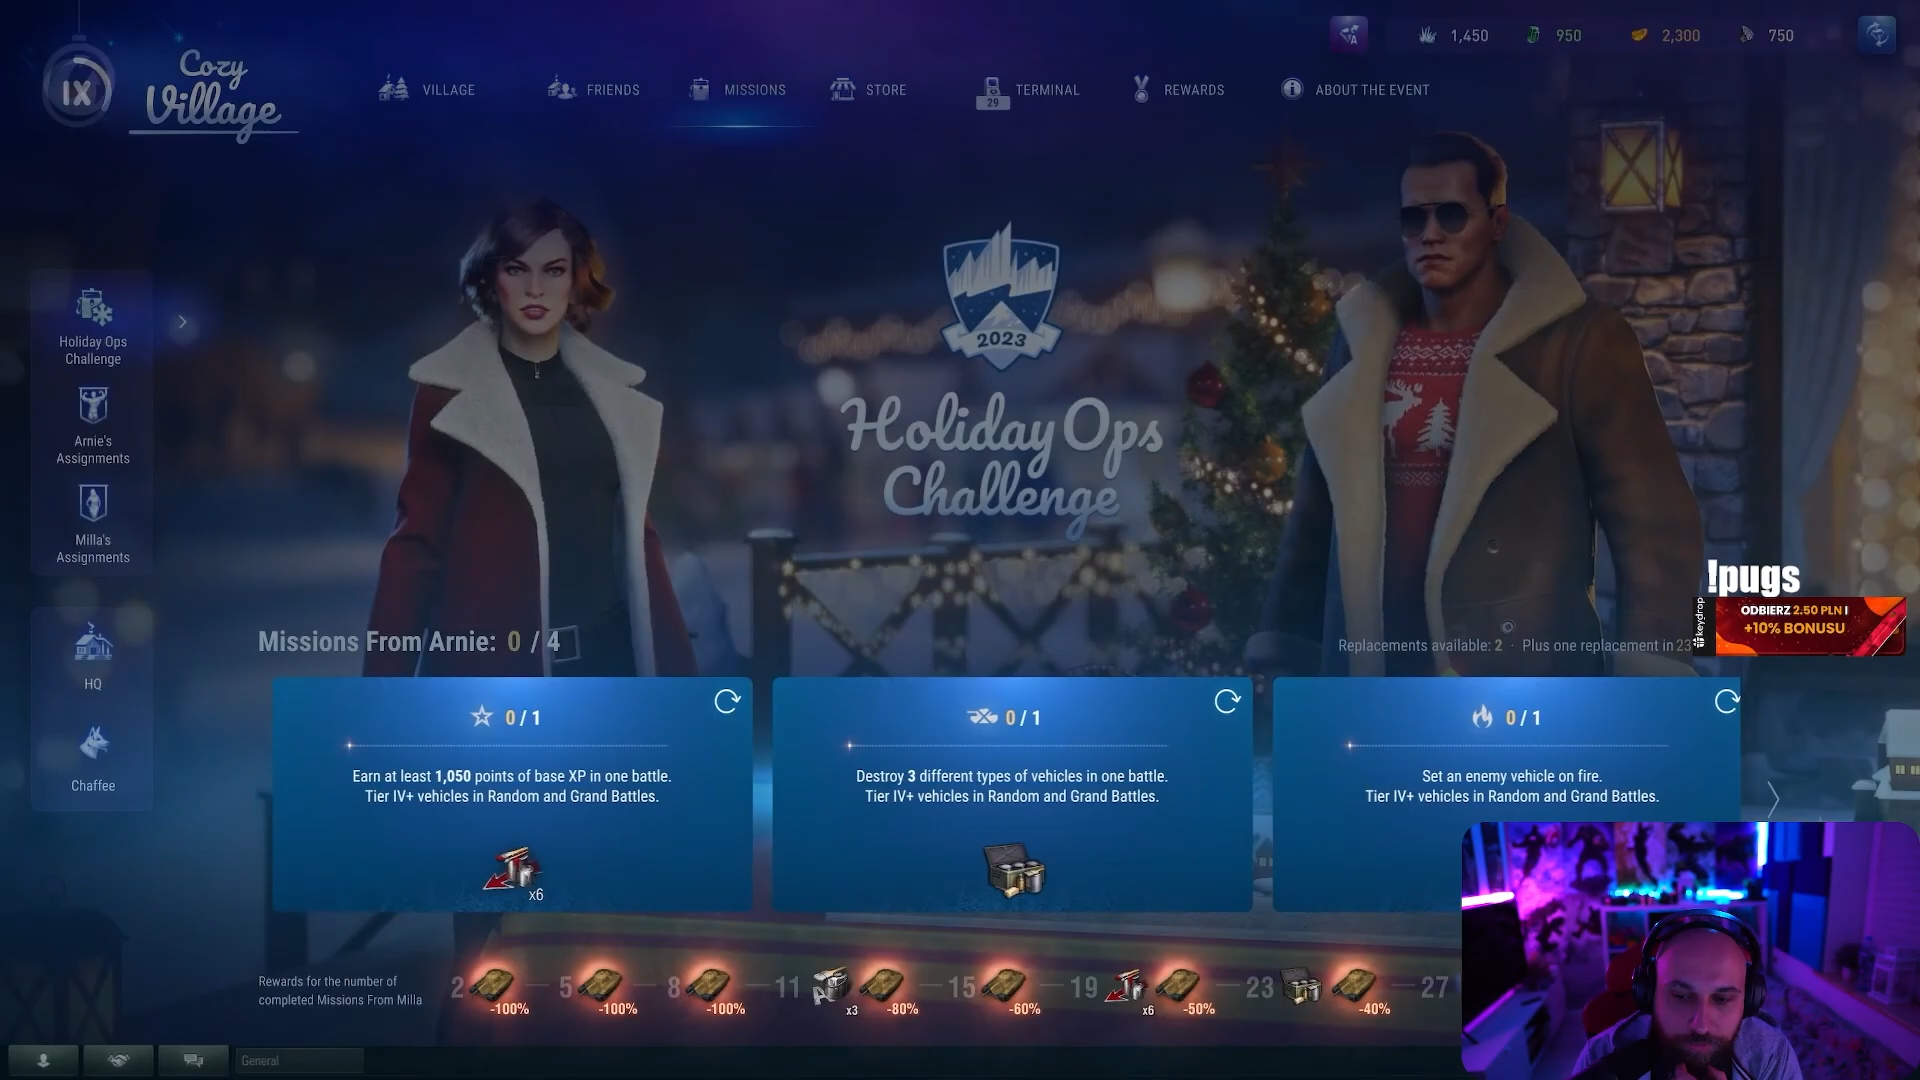 IX
Cozy
Village
VILLAGE
FRIENDS
MISSIONS
STORE
29
TERMINAL
REWARDS
ABOUT THE EVENT
1,450
950
2,300
750
Holiday Ops
Challenge
Arnie's
Assignments
Milla's
Assignments
HQ
Chaffee
2023
Holiday Ops
Challenge
!pugs
keydrop
ODBIERZ 2.50 PLN I
+10% BONUSU
Missions From Arnie: 0 / 4
Replacements available: 2 · Plus one replacement in 23
0 / 1
Earn at least 1,050 points of base XP in one battle.
Tier IV+ vehicles in Random and Grand Battles.
x6
0 / 1
Destroy 3 different types of vehicles in one battle.
Tier IV+ vehicles in Random and Grand Battles.
0 / 1
Set an enemy vehicle on fire.
Tier IV+ vehicles in Random and Grand Battles.
Rewards for the number of
completed Missions From Milla
2 -100% 5 -100% 8 -100% 11 x3 -80% 15 -60% 19 x6 -50% 23 -40% 27
General